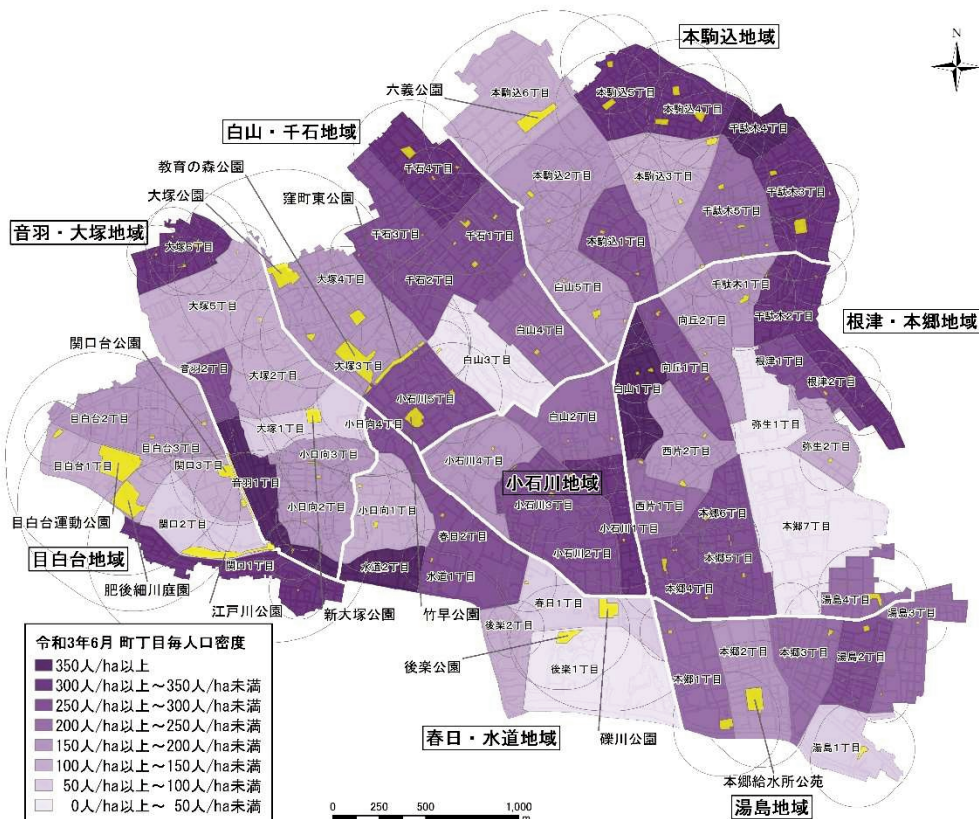 本駒込地域
N
六義公園
本駒込6丁目
本駒込5丁目
本駒込4丁目
千駄木4丁目
白山・千石地域
教育の森公園
大塚公園
窪町東公園
千石4丁目
本駒込2丁目
本駒込3丁目
千駄木3丁目
千駄木5丁目
音羽・大塚地域
千石3丁目
千石1丁目
本駒込1丁目
大塚6丁目
大塚4丁目
千石2丁目
白山5丁目
千駄木1丁目
大塚5丁目
向丘2丁目
千駄木2丁目
根津・本郷地域
関口台公園
白山4丁目
白山3丁目
根津1丁目
根津2丁目
音羽2丁目
大塚2丁目
大塚3丁目
向丘1丁目
白山1丁目
小石川5丁目
目白台2丁目
大塚1丁目
小日向4丁目
白山2丁目
弥生1丁目
弥生2丁目
目白台3丁目
小日向3丁目
小石川4丁目
西片2丁目
目白台1丁目
関口3丁目
音羽1丁目
小石川地域
小石川3丁目
西片1丁目
本郷6丁目
本郷7丁目
目白台運動公園
関口2丁目
小日向2丁目
小日向1丁目
小石川1丁目
春日2丁目
小石川2丁目
本郷5丁目
目白台地域
関口1丁目
水道2丁目
水道1丁目
本郷4丁目
肥後細川庭園
江戸川公園
新大塚公園
竹早公園
春日1丁目
後楽2丁目
湯島4丁目
湯島3丁目
後楽公園
後楽1丁目
本郷1丁目
本郷2丁目
本郷3丁目
湯島2丁目
春日・水道地域
礫川公園
湯島1丁目
本郷給水所公苑
湯島地域
令和3年6月 町丁目毎人口密度
350人/ha以上
300人/ha以上～350人/ha未満
250人/ha以上～300人/ha未満
200人/ha以上～250人/ha未満
150人/ha以上～200人/ha未満
100人/ha以上～150人/ha未満
50人/ha以上～100人/ha未満
0人/ha以上～ 50人/ha未満
0 250 500 1,000
m